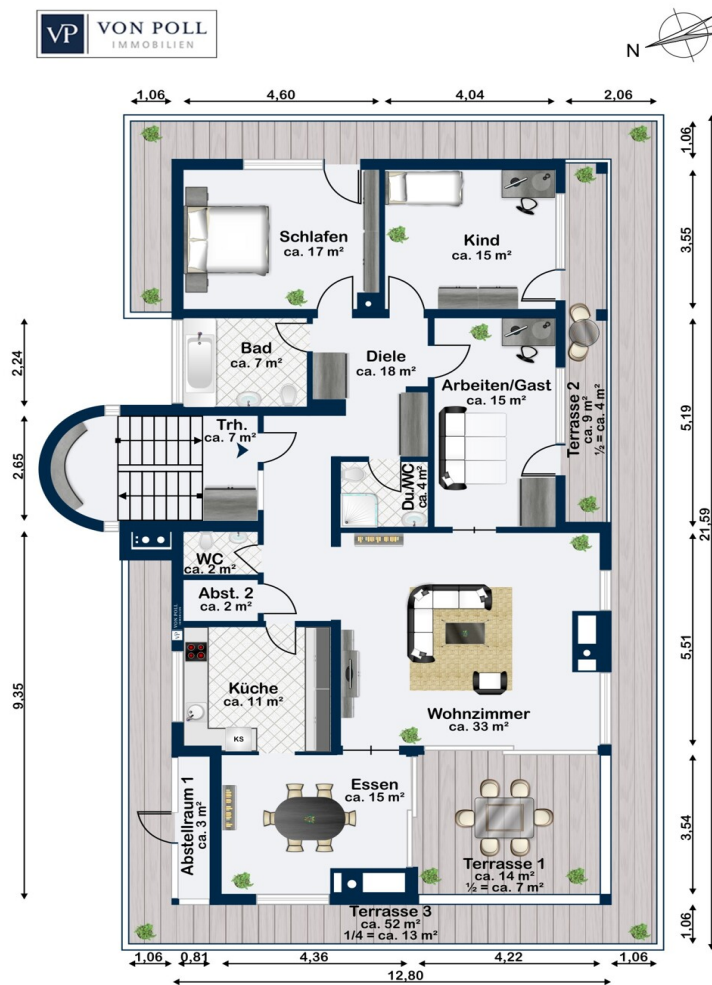 VP VON POLL
IMMOBILIEN
N
1,06
4,60
4,04
2,06
1,06
3,55
5,19
21,59
5,51
3,54
1,06
2,24
2,65
9,35
Schlafen
ca. 17 m²
Kind
ca. 15 m²
Bad
ca. 7 m²
Diele
ca. 18 m²
Arbeiten/Gast
ca. 15 m²
Terrasse 2
ca. 9 m²
½ = ca. 4 m²
Trh.
ca. 7 m²
Du./WC
ca. 4 m²
WC
ca. 2 m²
Abst. 2
ca. 2 m²
VP VON POLL
Küche
ca. 11 m²
KS
Wohnzimmer
ca. 33 m²
Essen
ca. 15 m²
Abstellraum 1
ca. 3 m²
Terrasse 1
ca. 14 m²
½ = ca. 7 m²
Terrasse 3
ca. 52 m²
1/4 = ca. 13 m²
1,06
0,81
4,36
4,22
1,06
12,80